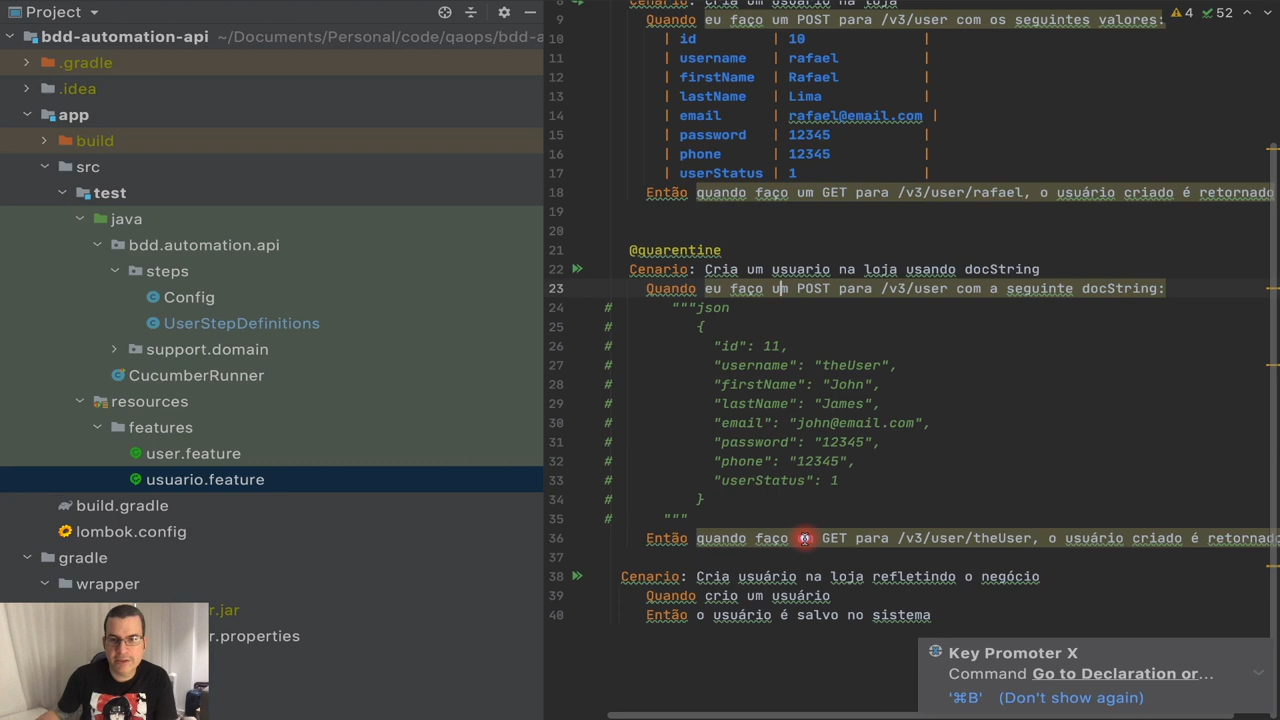 Project
bdd-automation-api ~/Documents/Personal/code/qaops/bdd-a
.gradle
.idea
app
build
src
test
java
bdd.automation.api
steps
Config
UserStepDefinitions
support.domain
CucumberRunner
resources
features
user.feature
usuario.feature
build.gradle
lombok.config
gradle
wrapper
r.jar
r.properties
8 Cenario: Cria um usuario na loja
9 Quando eu faço um POST para /v3/user com os seguintes valores:
4 52
10 | id | 10 |
11 | username | rafael |
12 | firstName | Rafael |
13 | lastName | Lima |
14 | email | rafael@email.com |
15 | password | 12345 |
16 | phone | 12345 |
17 | userStatus | 1 |
18 Então quando faço um GET para /v3/user/rafael, o usuário criado é retornado
19
20
21 @quarentine
22 Cenario: Cria um usuario na loja usando docString
23 Quando eu faço um POST para /v3/user com a seguinte docString:
24 # """json
25 # {
26 # "id": 11,
27 # "username": "theUser",
28 # "firstName": "John",
29 # "lastName": "James",
30 # "email": "john@email.com",
31 # "password": "12345",
32 # "phone": "12345",
33 # "userStatus": 1
34 # }
35 # """
36 Então quando faço GET para /v3/user/theUser, o usuário criado é retornado
37
38 Cenario: Cria usuário na loja refletindo o negócio
39 Quando crio um usuário
40 Então o usuário é salvo no sistema
Key Promoter X
Command Go to Declaration or...
'⌘B' (Don't show again)